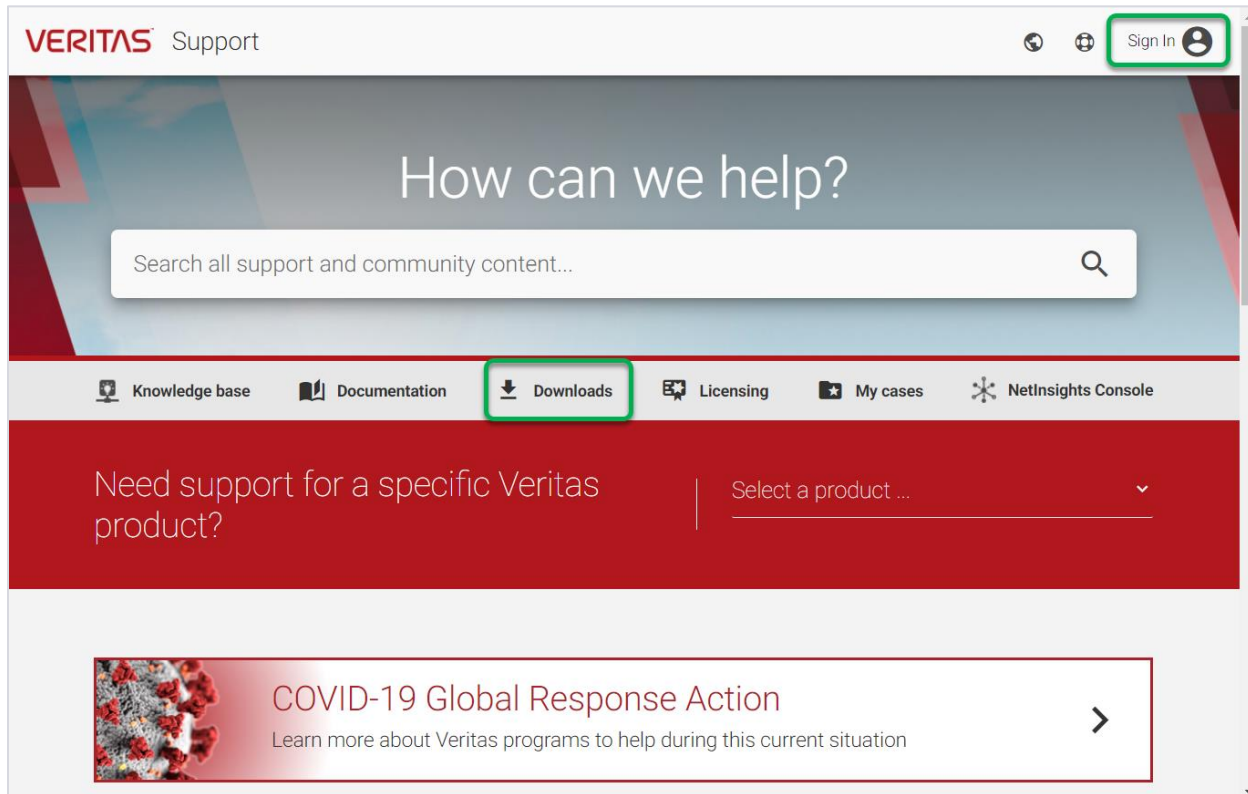 VERITAS Support
Sign In
How can we help?
Search all support and community content...
Knowledge base
Documentation
Downloads
Licensing
My cases
NetInsights Console
Need support for a specific Veritas
product?
Select a product ...
COVID-19 Global Response Action
Learn more about Veritas programs to help during this current situation